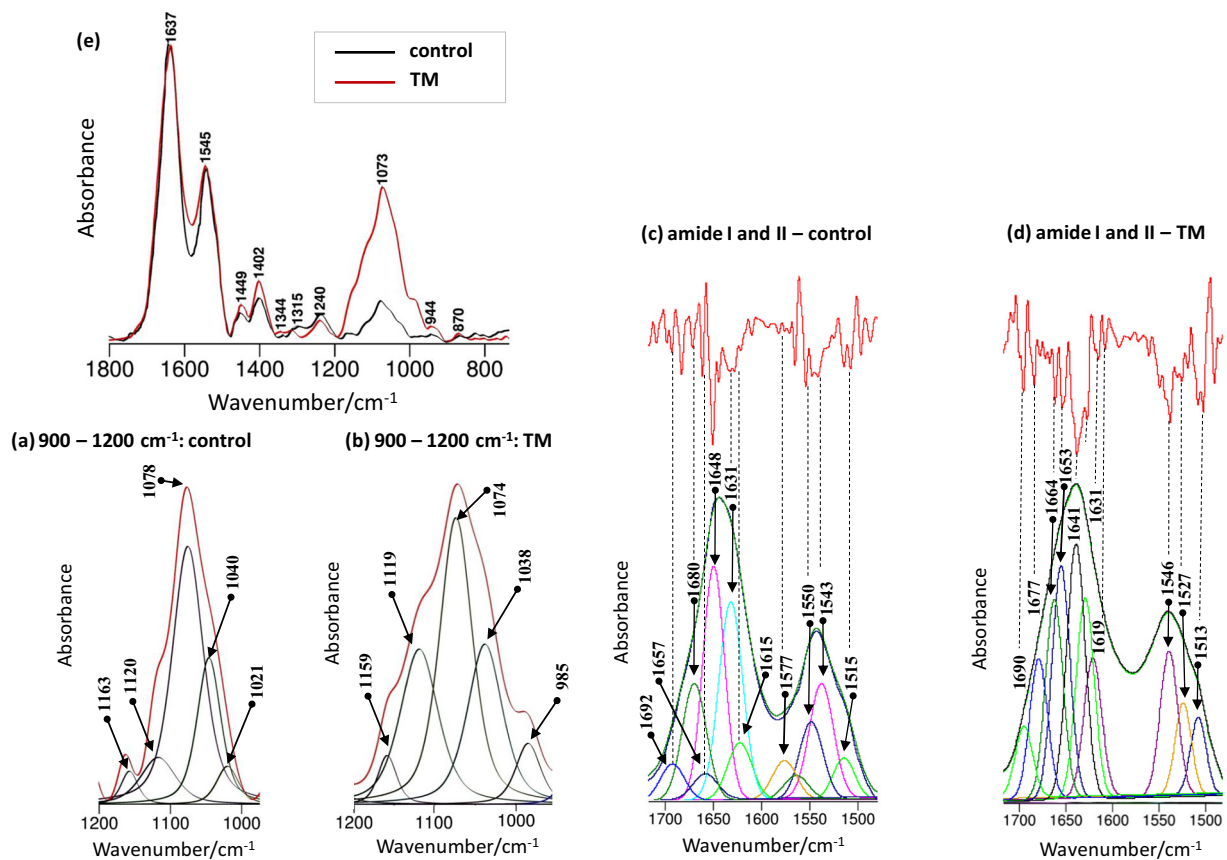 (e)
control
TM
1637
1545
1449
1402
1344
1315
1240
1073
944
870
Absorbance
1800 1600 1400 1200 1000 800
Wavenumber/cm⁻¹
(a) 900 – 1200 cm⁻¹: control
1078
1040
1163
1120
1021
Absorbance
1200 1100 1000
Wavenumber/cm⁻¹
(b) 900 – 1200 cm⁻¹: TM
1074
1119
1038
1159
985
Absorbance
1200 1100 1000
Wavenumber/cm⁻¹
(c) amide I and II – control
1648
1631
1680
1657
1692
1615
1577
1550
1543
1515
Absorbance
1700 1650 1600 1550 1500
Wavenumber/cm⁻¹
(d) amide I and II – TM
1690
1677
1664
1653
1641
1631
1619
1546
1527
1513
Absorbance
1700 1650 1600 1550 1500
Wavenumber/cm⁻¹